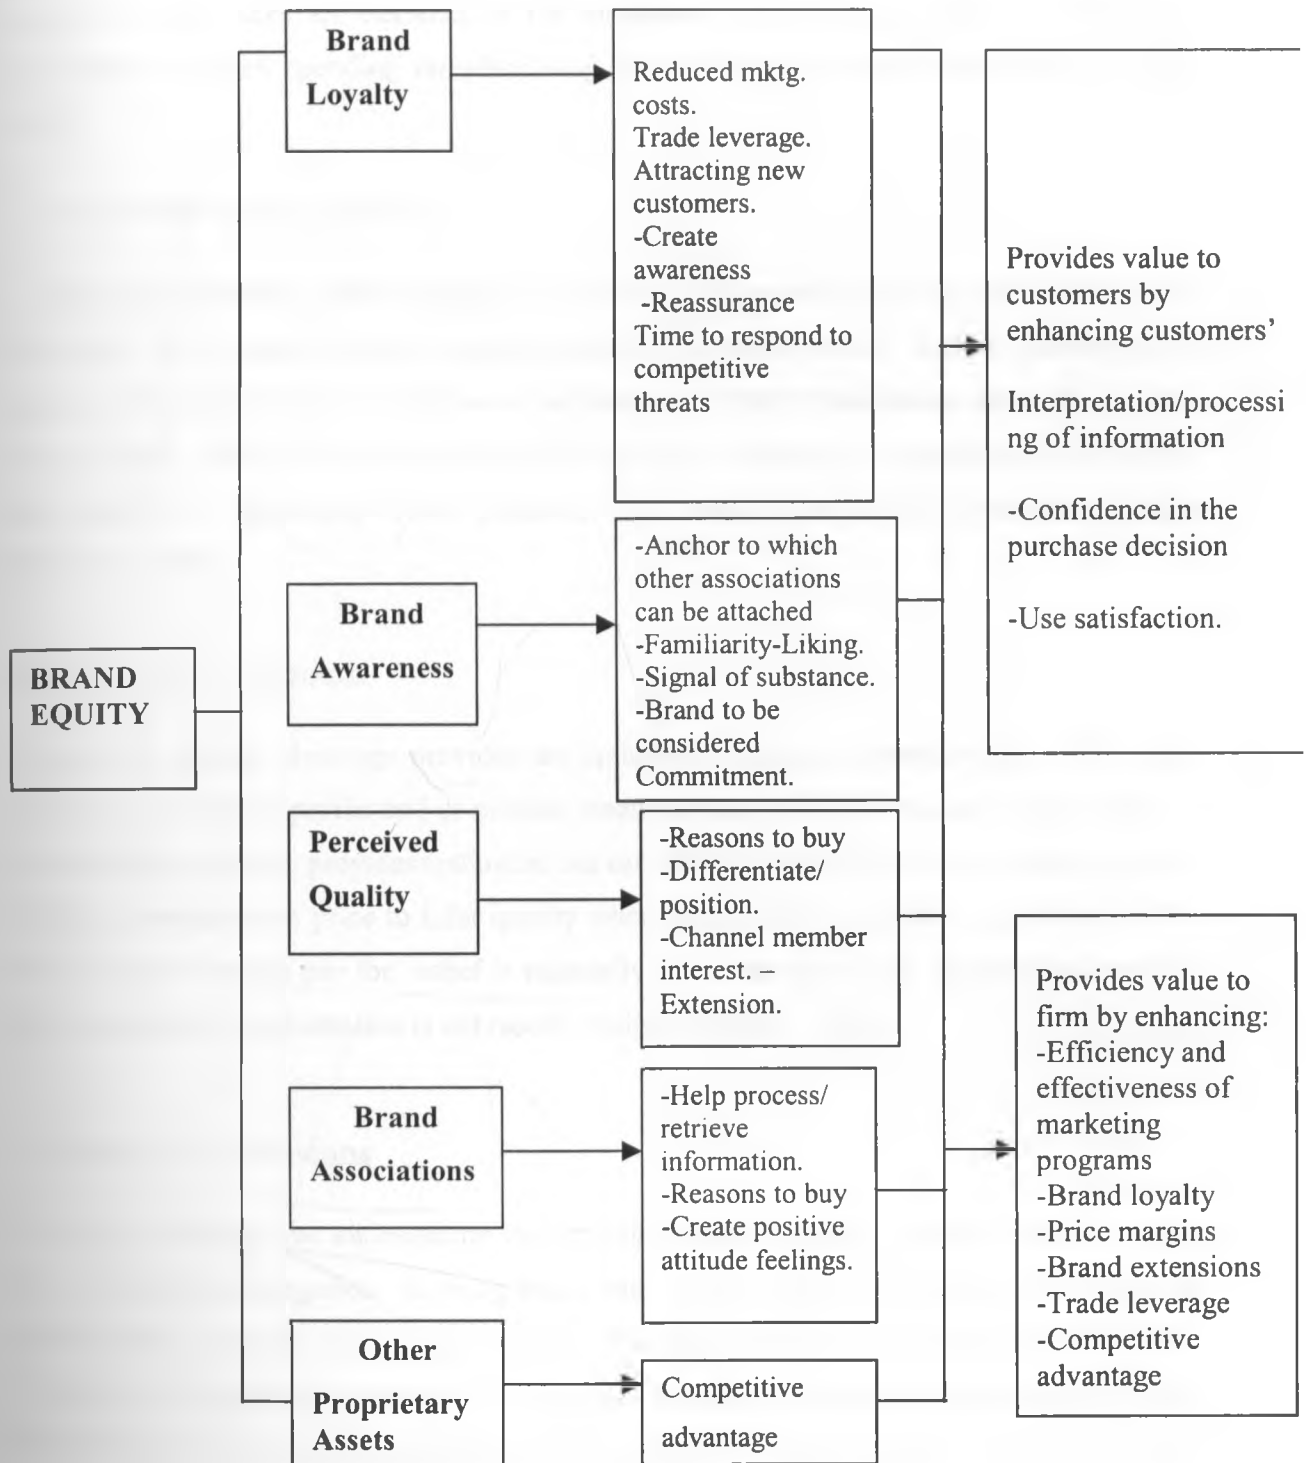 Brand
Loyalty
Reduced mktg.
costs.
Trade leverage.
Attracting new
customers.
-Create
awareness
-Reassurance
Time to respond to
competitive
threats
Provides value to
customers by
enhancing customers’
Interpretation/processi
ng of information
-Confidence in the
purchase decision
-Use satisfaction.
BRAND
EQUITY
Brand
Awareness
-Anchor to which
other associations
can be attached
-Familiarity-Liking.
-Signal of substance.
-Brand to be
considered
Commitment.
Perceived
Quality
-Reasons to buy
-Differentiate/
position.
-Channel member
interest. –
Extension.
Brand
Associations
-Help process/
retrieve
information.
-Reasons to buy
-Create positive
attitude feelings.
Other
Proprietary
Assets
Competitive
advantage
Provides value to
firm by enhancing:
-Efficiency and
effectiveness of
marketing
programs
-Brand loyalty
-Price margins
-Brand extensions
-Trade leverage
-Competitive
advantage